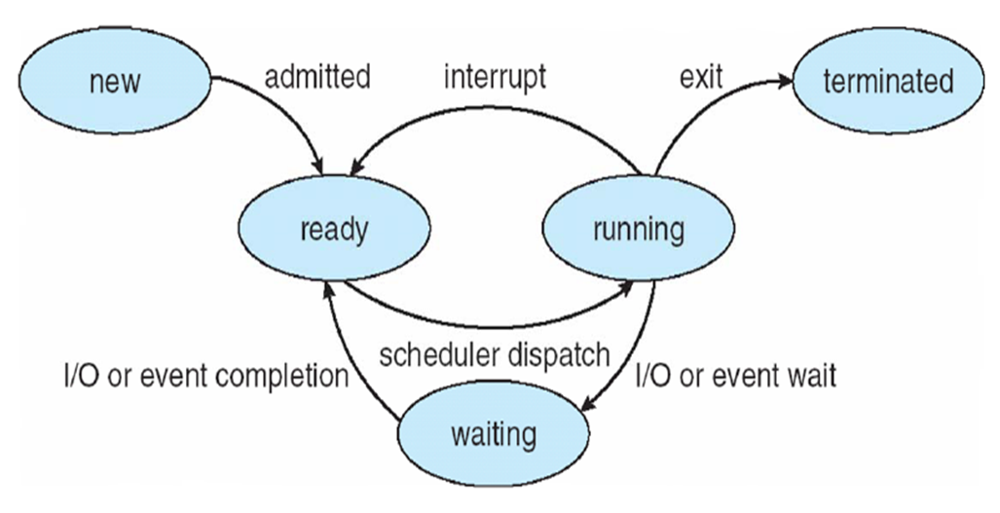 new
admitted
interrupt
exit
terminated
ready
running
scheduler dispatch
I/O or event completion
I/O or event wait
waiting